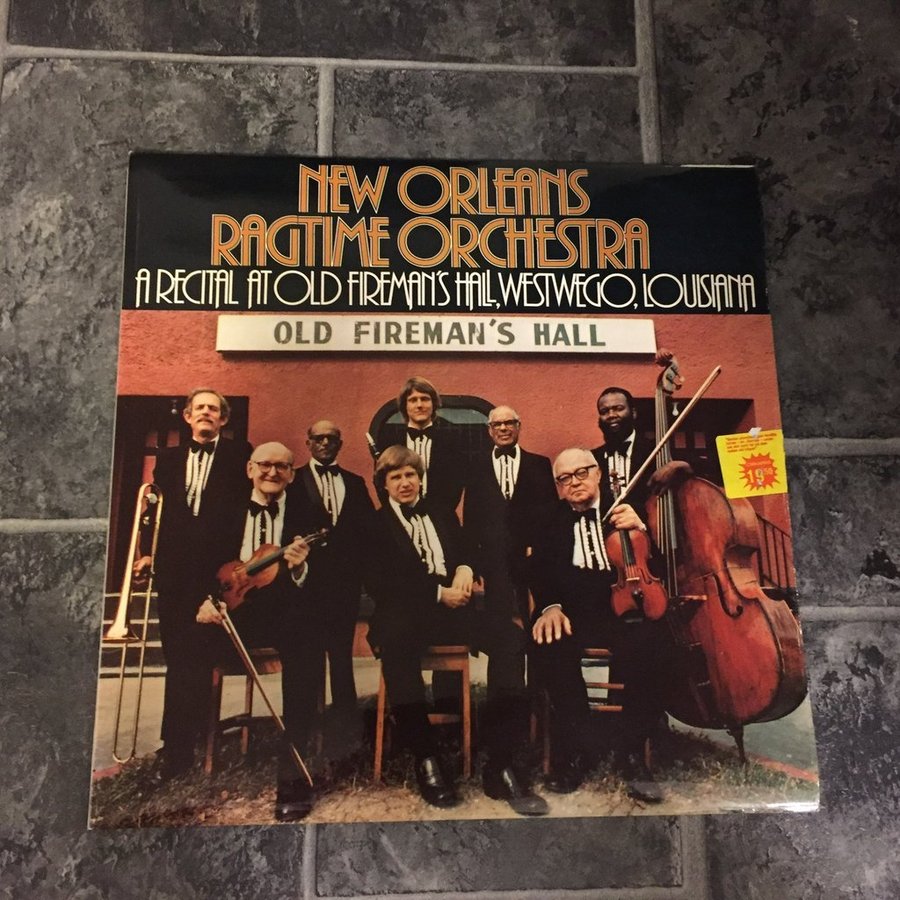 NEW ORLEANS
RAGTIME ORCHESTRA
A RECITAL AT OLD FIREMAN'S HALL, WESTWEGO, LOUISIANA
OLD FIREMAN'S HALL